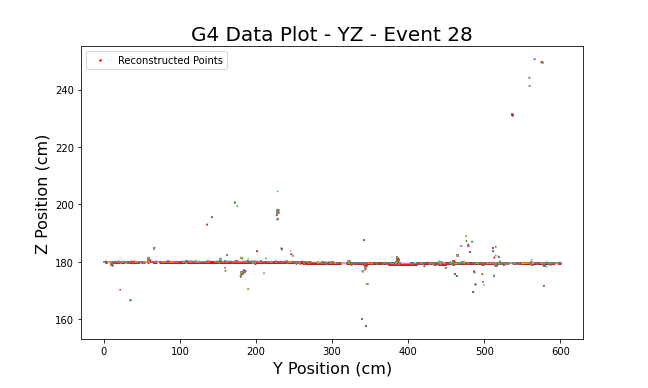 G4 Data Plot - YZ - Event 28
Reconstructed Points
Z Position (cm)
240
220
200
180
160
0 100 200 300 400 500 600
Y Position (cm)